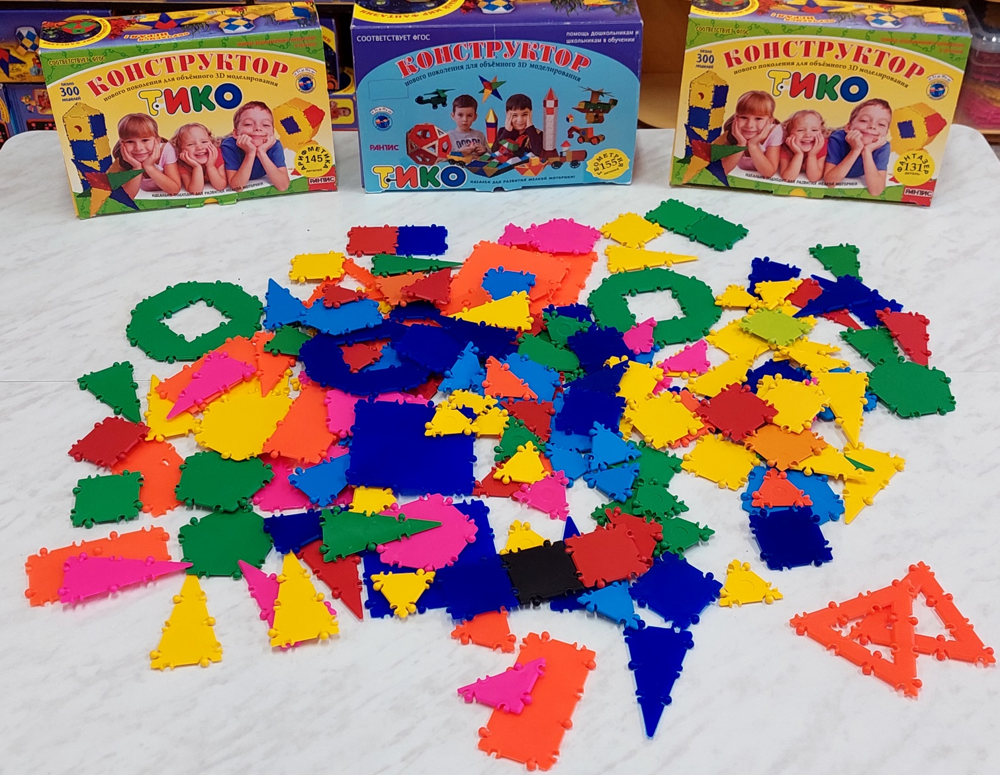 СООТВЕТСТВУЕТ ФГОС
КОНСТРУКТОР
нового поколения для объёмного 3D моделирования
около
300
моделей
ТИКО
АРИФМЕТИКА
145
деталей
РАНТИС
ИДЕАЛЬНО ПОДХОДИТ ДЛЯ РАЗВИТИЯ МЕЛКОЙ МОТОРИКИ
СООТВЕТСТВУЕТ ФГОС
ПОМОЩЬ ДОШКОЛЬНИКАМ И
ШКОЛЬНИКАМ В ОБУЧЕНИИ
КОНСТРУКТОР
нового поколения для объёмного 3D моделирования
РАНТИС
ТИКО
ИДЕАЛЕН ДЛЯ РАЗВИТИЯ МЕЛКОЙ МОТОРИКИ!
ГЕОМЕТРИЯ
155
деталей
СООТВЕТСТВУЕТ ФГОС
КОНСТРУКТОР
нового поколения для объёмного 3D моделирования
около
300
моделей
ТИКО
ФАНТАЗЕР
131
деталь
РАНТИС
ИДЕАЛЬНО ПОДХОДИТ ДЛЯ РАЗВИТИЯ МЕЛКОЙ МОТОРИКИ